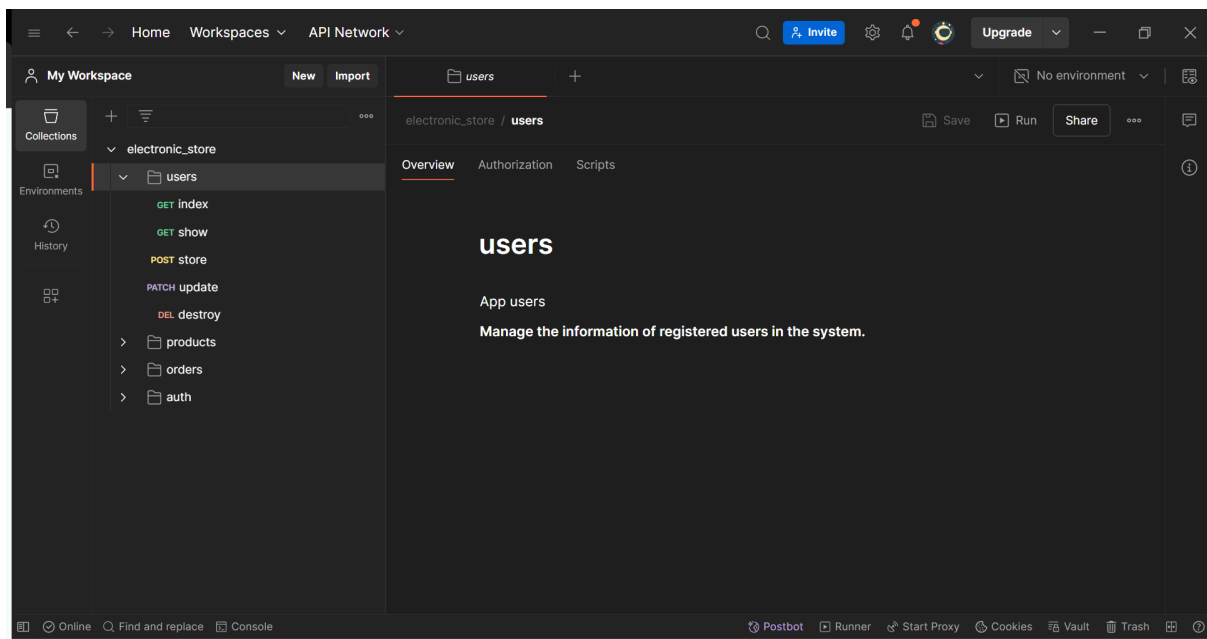 Home Workspaces API Network Invite Upgrade
My Workspace New Import users No environment
Collections
electronic_store / users Save Run Share
electronic_store
Overview Authorization Scripts
users
Environments
GET index
GET show
History
POST store
users
PATCH update
App users
DEL destroy
Manage the information of registered users in the system.
products
orders
auth
Online Find and replace Console Postbot Runner Start Proxy Cookies Vault Trash